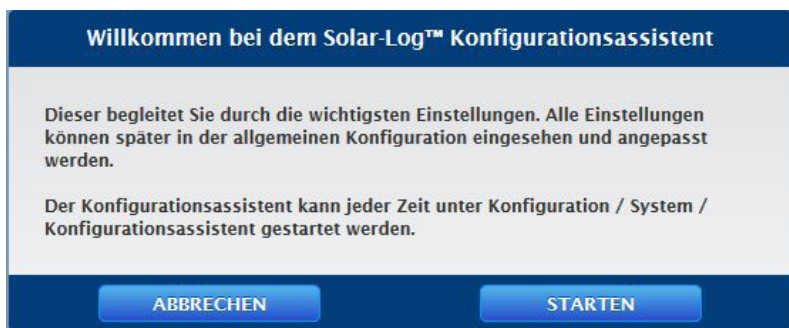 Willkommen bei dem Solar-Log™ Konfigurationsassistent
Dieser begleitet Sie durch die wichtigsten Einstellungen. Alle Einstellungen
können später in der allgemeinen Konfiguration eingesehen und angepasst
werden.
Der Konfigurationsassistent kann jeder Zeit unter Konfiguration / System /
Konfigurationsassistent gestartet werden.
ABBRECHEN
STARTEN